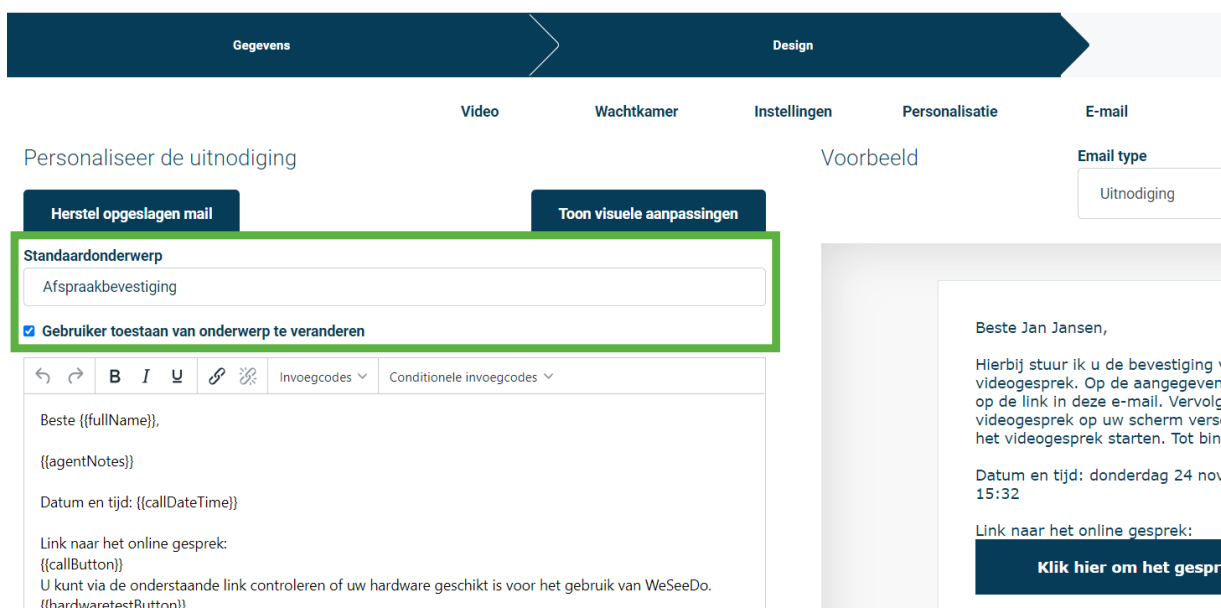 Gegevens
Design
Video
Wachtkamer
Instellingen
Personalisatie
E-mail
Personaliseer de uitnodiging
Herstel opgeslagen mail
Toon visuele aanpassingen
Standaardonderwerp
Afspraakbevestiging
Gebruiker toestaan van onderwerp te veranderen
B I U Invoegcodes Conditionele invoegcodes
Beste {{fullName}},
{{agentNotes}}
Datum en tijd: {{callDateTime}}
Link naar het online gesprek:
{{callButton}}
U kunt via de onderstaande link controleren of uw hardware geschikt is voor het gebruik van WeSeeDo.
{{hardwaretestButton}}
Voorbeeld
Email type
Uitnodiging
Beste Jan Jansen,
Hierbij stuur ik u de bevestiging
videogesprek. Op de aangegeven
op de link in deze e-mail.
videogesprek op uw scherm
het videogesprek starten. Tot
Datum en tijd: donderdag 24
15:32
Link naar het online gesprek:
Klik hier om het